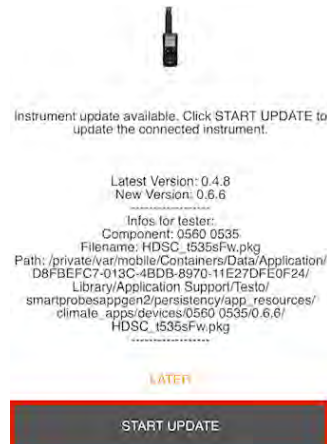 Instrument update available. Click START UPDATE to
update the connected instrument.
Latest Version: 0.4.8
New Version: 0.6.6
-------------------
Infos for tester:
Component: 0560 0535
Filename: HDSC_t535sFw.pkg
Path: /private/var/mobile/Containers/Data/Application/
D8FBEFC7-013C-4BDB-8970-11E27DFE0F24/
Library/Application Support/Testo/
smartprobesappgen2/persistency/app_resources/
climate_apps/devices/0560 0535/0.6.6/
HDSC_t535sFw.pkg
-------------------
LATER
START UPDATE